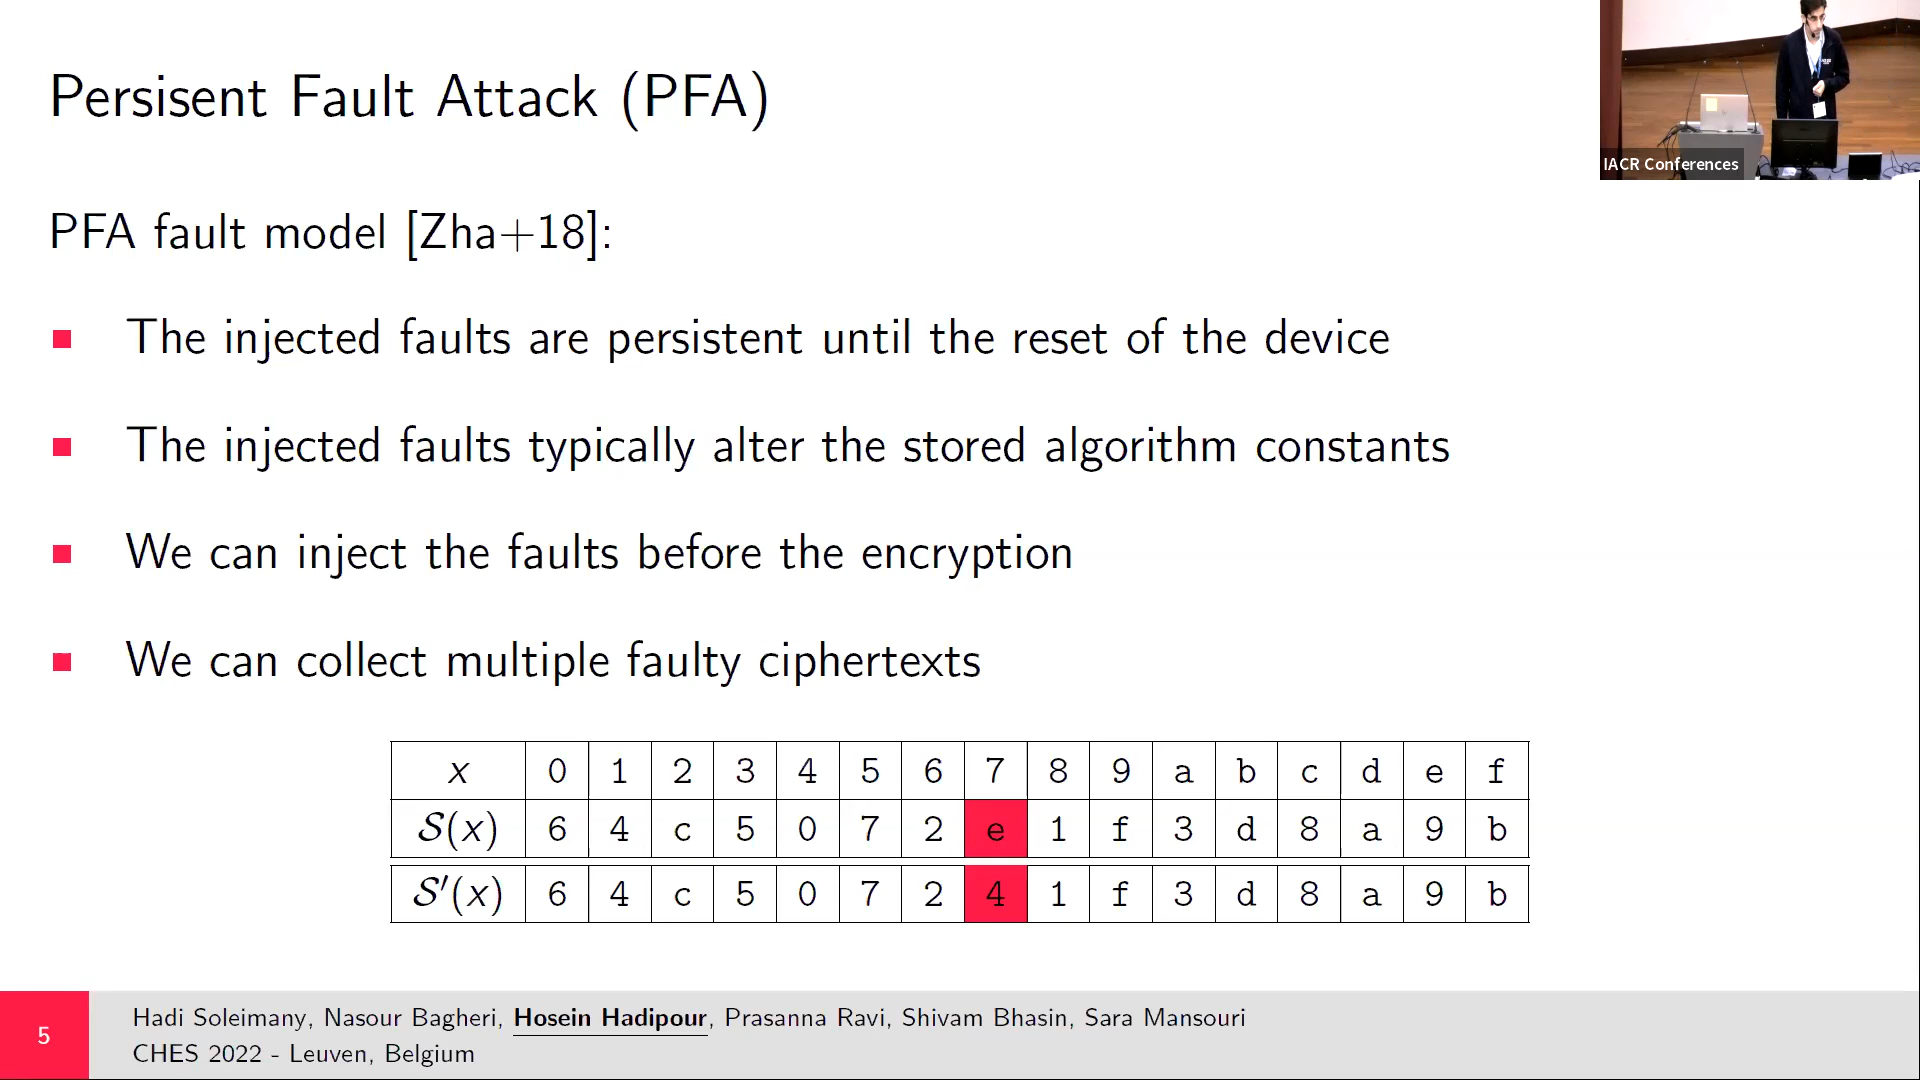 Persisent Fault Attack (PFA)
IACR Conferences
PFA fault model [Zha+18]:
The injected faults are persistent until the reset of the device
The injected faults typically alter the stored algorithm constants
We can inject the faults before the encryption
We can collect multiple faulty ciphertexts
x 0 1 2 3 4 5 6 7 8 9 a b c d e f
S(x) 6 4 c 5 0 7 2 e 1 f 3 d 8 a 9 b
S′(x) 6 4 c 5 0 7 2 4 1 f 3 d 8 a 9 b
5
Hadi Soleimany, Nasour Bagheri, Hosein Hadipour, Prasanna Ravi, Shivam Bhasin, Sara Mansouri
CHES 2022 - Leuven, Belgium